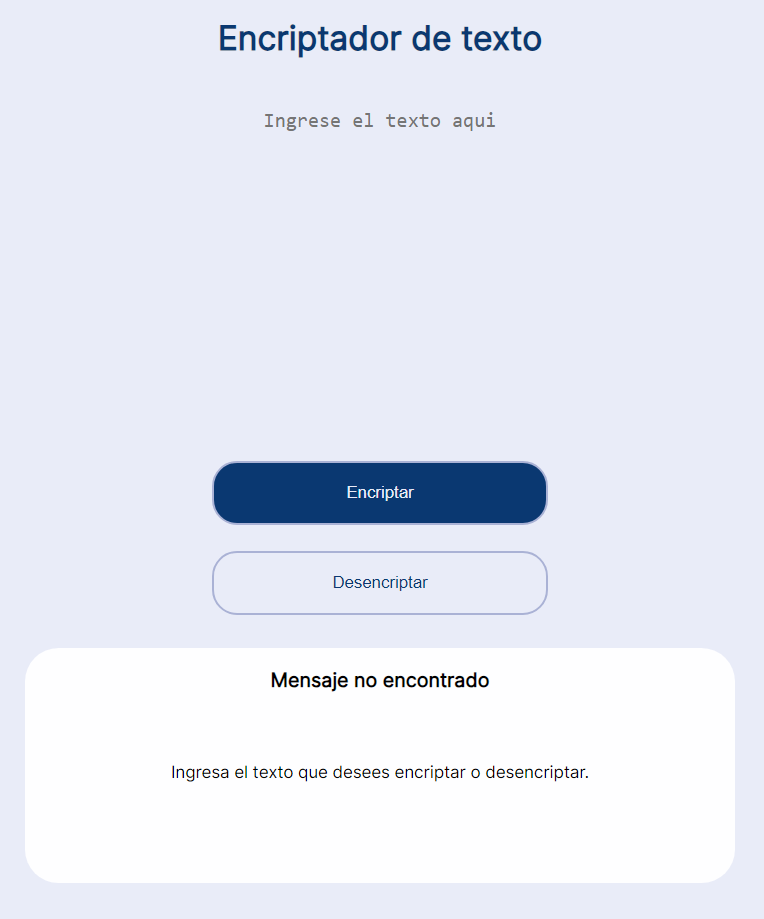 Encriptador de texto
Ingrese el texto aqui
Encriptar
Desencriptar
Mensaje no encontrado
Ingresa el texto que desees encriptar o desencriptar.